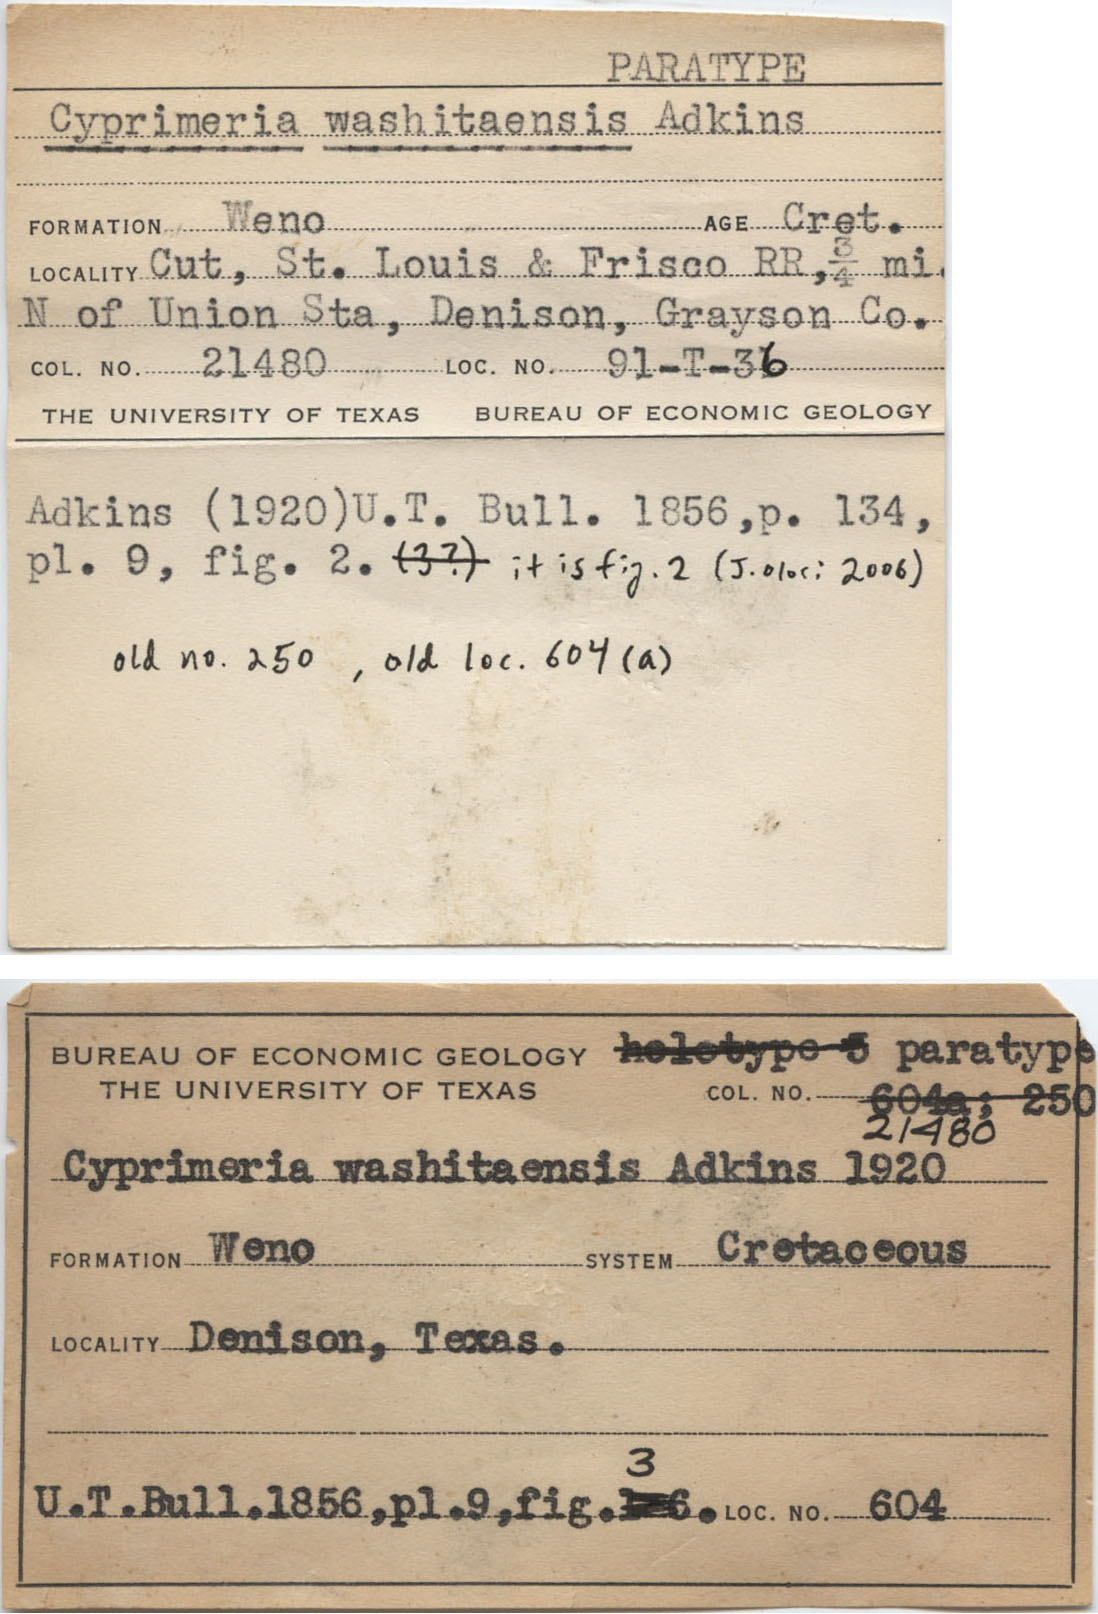 PARATYPE
Cyprimeria washitaensis Adkins
FORMATION Weno AGE Cret.
LOCALITY Cut, St. Louis & Frisco RR, 3/4 mi.
N of Union Sta, Denison, Grayson Co.
COL. NO. 21480 LOC. NO. 91-T-36
THE UNIVERSITY OF TEXAS BUREAU OF ECONOMIC GEOLOGY
Adkins (1920)U.T. Bull. 1856,p. 134,
pl. 9, fig. 2. (3?) it is fig. 2 2006)
old no. 250 , old loc. 604 (a)
BUREAU OF ECONOMIC GEOLOGY holotype 5 paratype
THE UNIVERSITY OF TEXAS COL. NO. 604a; 250
21480
Cyprimeria washitaensis Adkins 1920
FORMATION Weno SYSTEM Cretaceous
LOCALITY Denison, Texas.
3
U.T.Bull.1856,pl.9,fig. 6. LOC. NO. 604